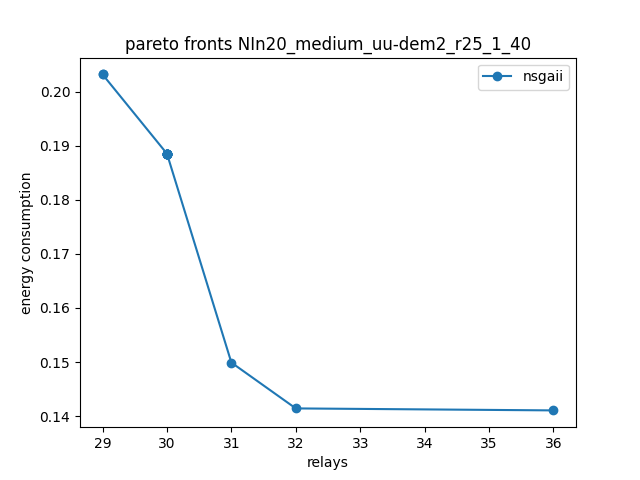 pareto fronts NIn20_medium_uu-dem2_r25_1_40
nsgaii
energy consumption
0.20
0.19
0.18
0.17
0.16
0.15
0.14
29 30 31 32 33 34 35 36
relays